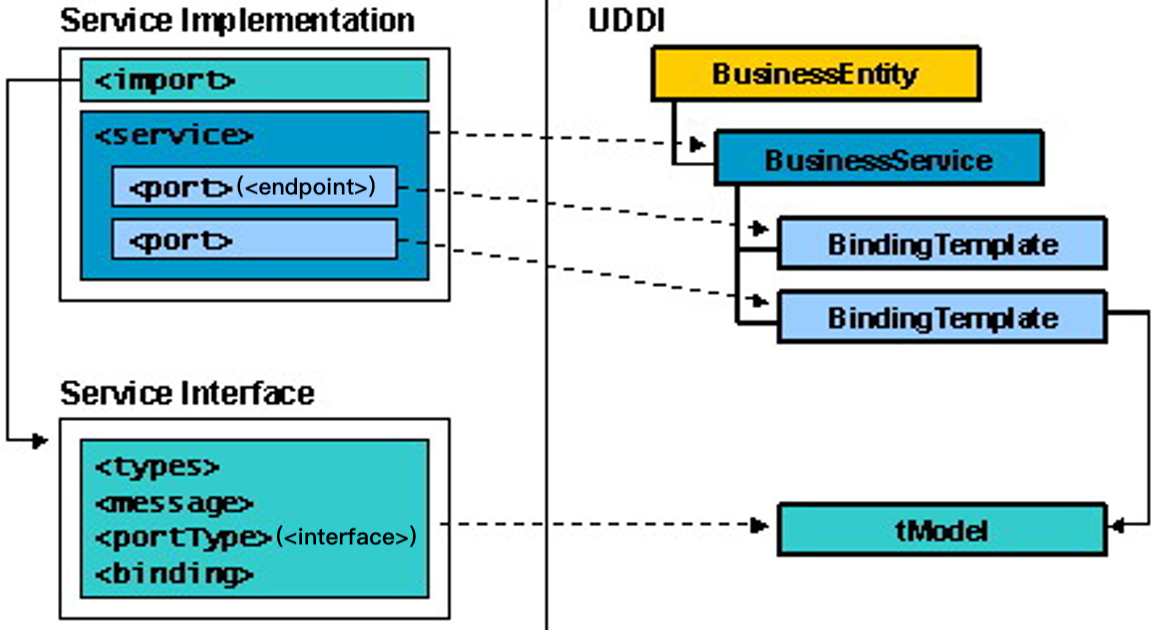 Service Implementation
<import>
<service>
<port>(<endpoint>)
<port>
Service Interface
<types>
<message>
<portType>(<interface>)
<binding>
UDDI
BusinessEntity
BusinessService
BindingTemplate
BindingTemplate
tModel